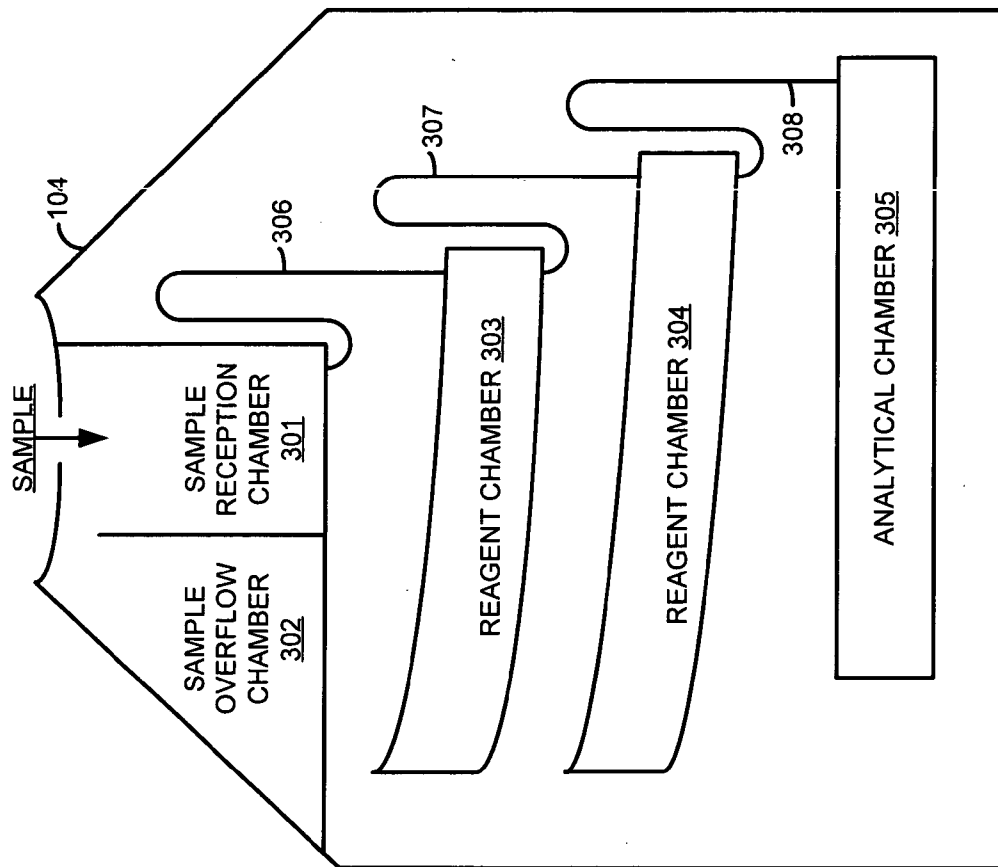 SAMPLE
104
SAMPLE
OVERFLOW
CHAMBER
302
SAMPLE
RECEPTION
CHAMBER
301
306
307
308
REAGENT CHAMBER 303
REAGENT CHAMBER 304
ANALYTICAL CHAMBER 305